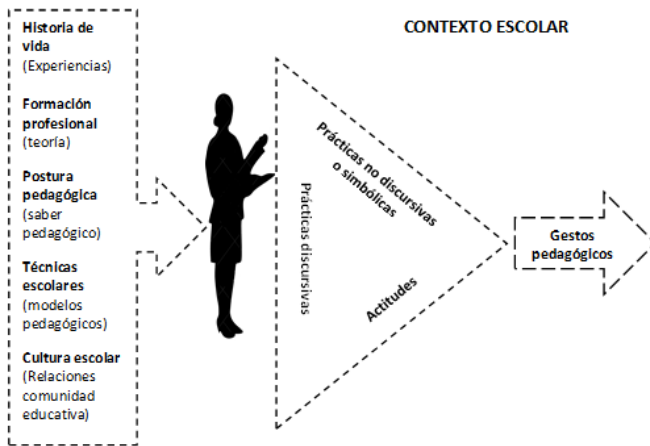 CONTEXTO ESCOLAR
Historia de
vida
(Experiencias)
Formación
profesional
(teoría)
Postura
pedagógica
(saber
pedagógico)
Técnicas
escolares
(modelos
pedagógicos)
Cultura escolar
(Relaciones
comunidad
educativa)
Prácticas discursivas
Prácticas no discursivas
o simbólicas
Actitudes
Gestos
pedagógicos